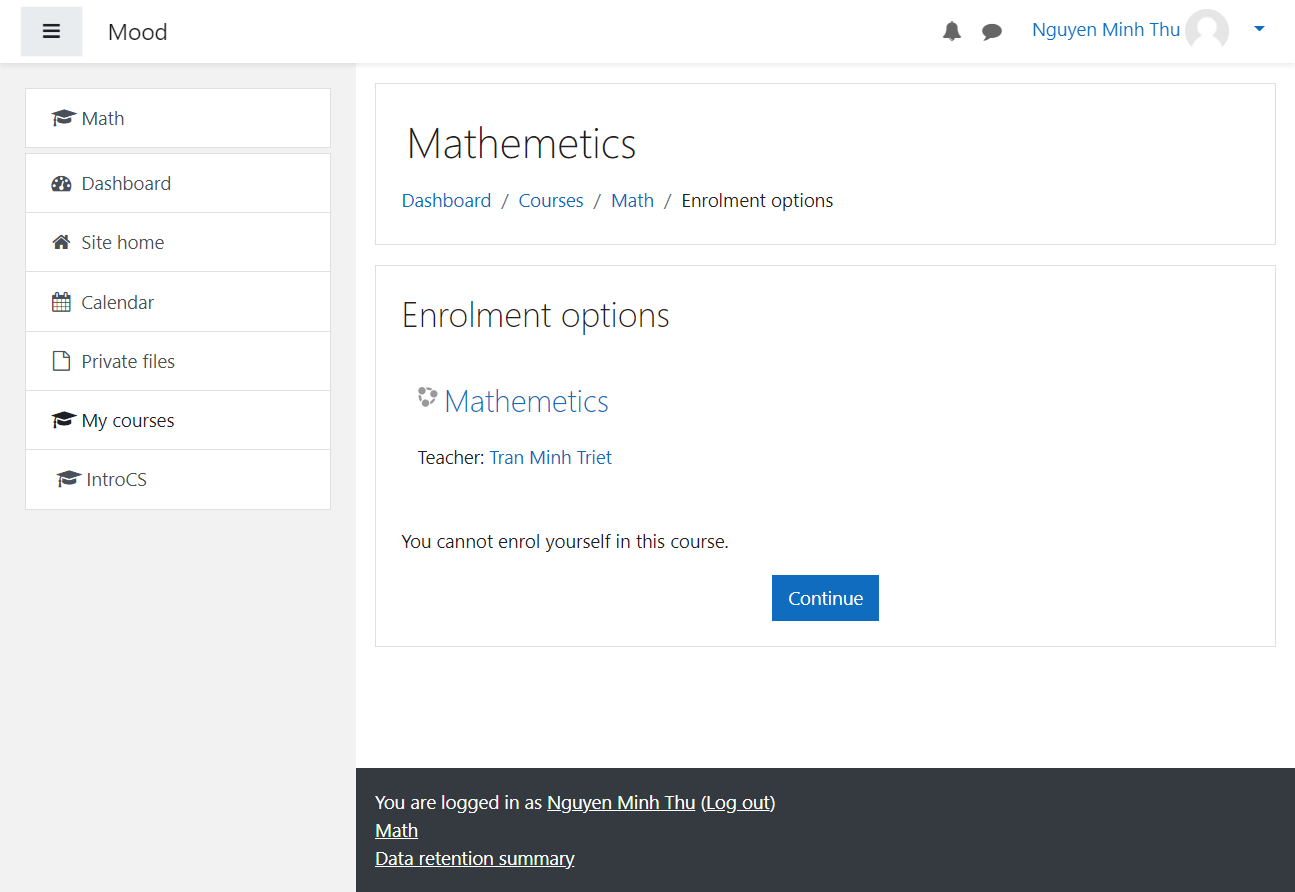 Mood
Nguyen Minh Thu
Math
Dashboard
Site home
Calendar
Private files
My courses
IntroCS
Mathemetics
Dashboard / Courses / Math / Enrolment options
Enrolment options
Mathemetics
Teacher: Tran Minh Triet
You cannot enrol yourself in this course.
Continue
You are logged in as Nguyen Minh Thu (Log out)
Math
Data retention summary